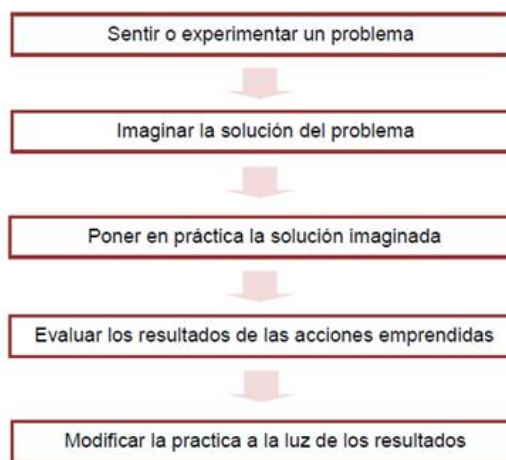 Sentir o experimentar un problema
Imaginar la solución del problema
Poner en práctica la solución imaginada
Evaluar los resultados de las acciones emprendidas
Modificar la practica a la luz de los resultados